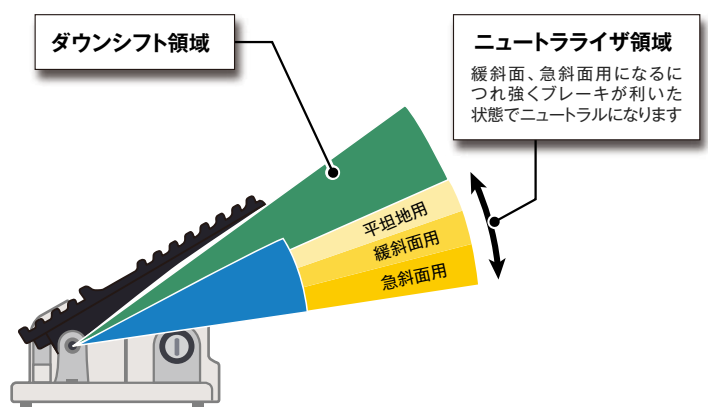 ダウンシフト領域
ニュートラライザ領域
緩斜面、急斜面用になるに
つれ強くブレーキが利いた
状態でニュートラルになります
平坦地用
緩斜面用
急斜面用